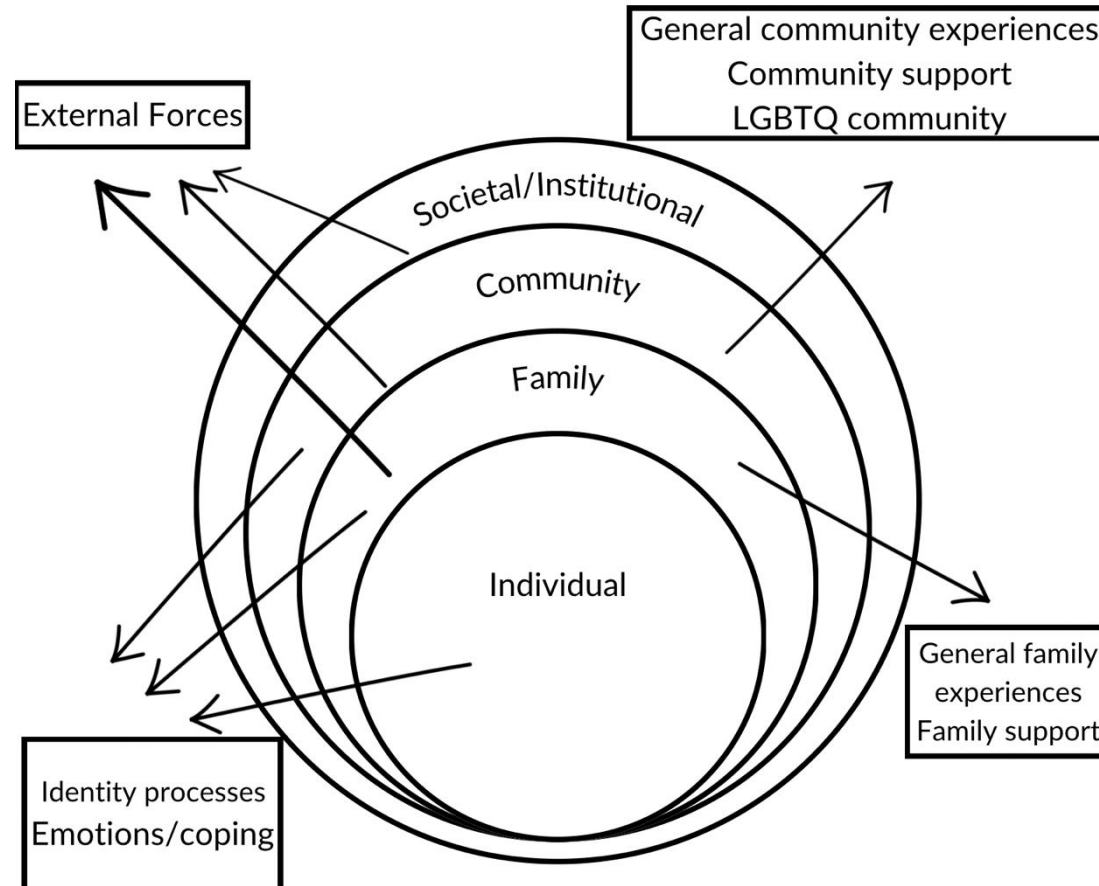 General community experiences
Community support
LGBTQ community
External Forces
Societal/Institutional
Community
Family
Individual
General family
experiences
Family support
Identity processes
Emotions/coping